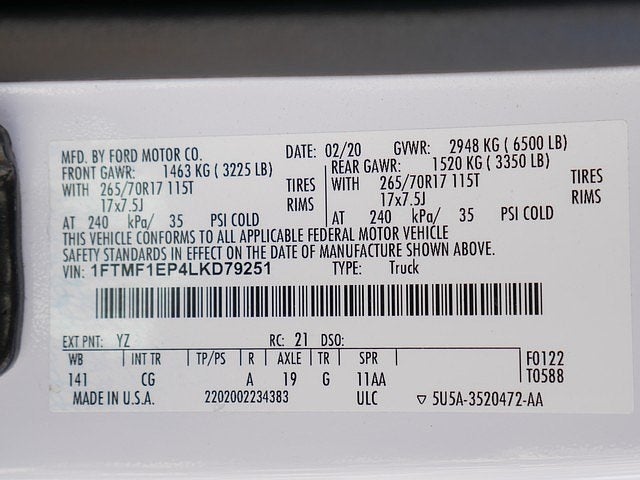 MFD. BY FORD MOTOR CO. DATE: 02/20 GVWR: 2948 KG ( 6500 LB)
FRONT GAWR: 1463 KG ( 3225 LB) REAR GAWR: 1520 KG ( 3350 LB)
WITH 265/70R17 115T TIRES WITH 265/70R17 115T TIRES
17x7.5J RIMS 17x7.5J RIMS
AT 240 kPa/ 35 PSI COLD AT 240 kPa/ 35 PSI COLD
THIS VEHICLE CONFORMS TO ALL APPLICABLE FEDERAL MOTOR VEHICLE
SAFETY STANDARDS IN EFFECT ON THE DATE OF MANUFACTURE SHOWN ABOVE.
VIN: 1FTMF1EP4LKD79251 TYPE: Truck
EXT PNT: YZ RC: 21 DSO:
WB INT TR TP/PS R AXLE TR SPR F0122
141 CG A 19 G 11AA T0588
MADE IN U.S.A. 2202002234383 ULC ▽ 5U5A-3520472-AA